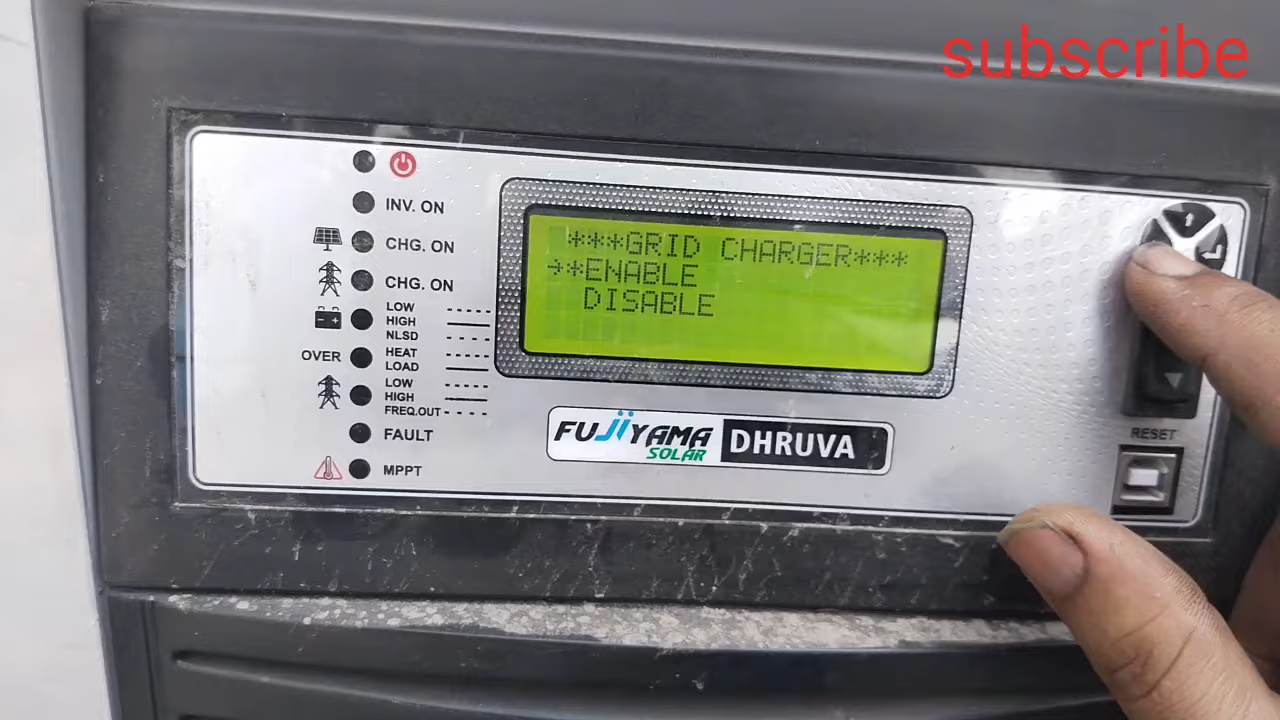 subscribe
INV. ON
CHG. ON
CHG. ON
LOW
HIGH
NLSD
OVER HEAT
LOAD
LOW
HIGH
FREQ.OUT
FAULT
MPPT
***GRID CHARGER***
→*ENABLE
DISABLE
FUJIYAMA
SOLAR
DHRUVA
RESET